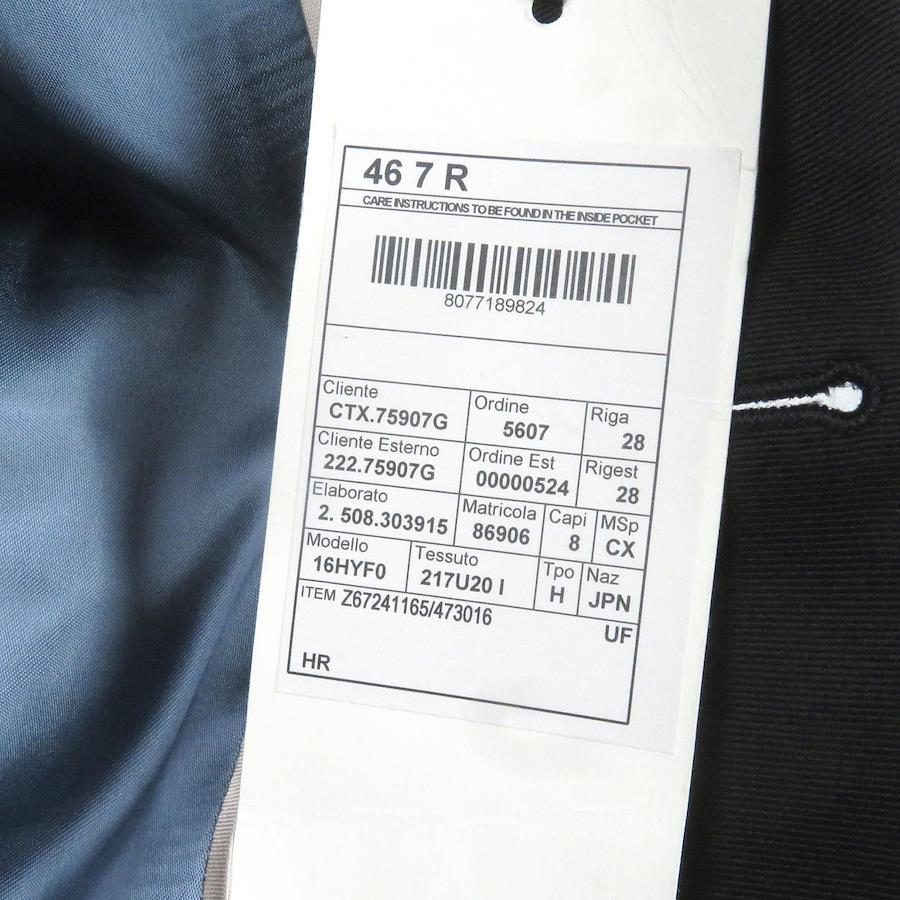 46 7 R
CARE INSTRUCTIONS TO BE FOUND IN THE INSIDE POCKET
8077189824
Cliente Ordine Riga
CTX.75907G 5607 28
Cliente Esterno Ordine Est Rigest
222.75907G 00000524 28
Elaborato Matricola Capi MSp
2. 508.303915 86906 8 CX
Modello Tessuto Tpo Naz
16HYF0 217U20 I H JPN
ITEM Z67241165/473016
UF
HR